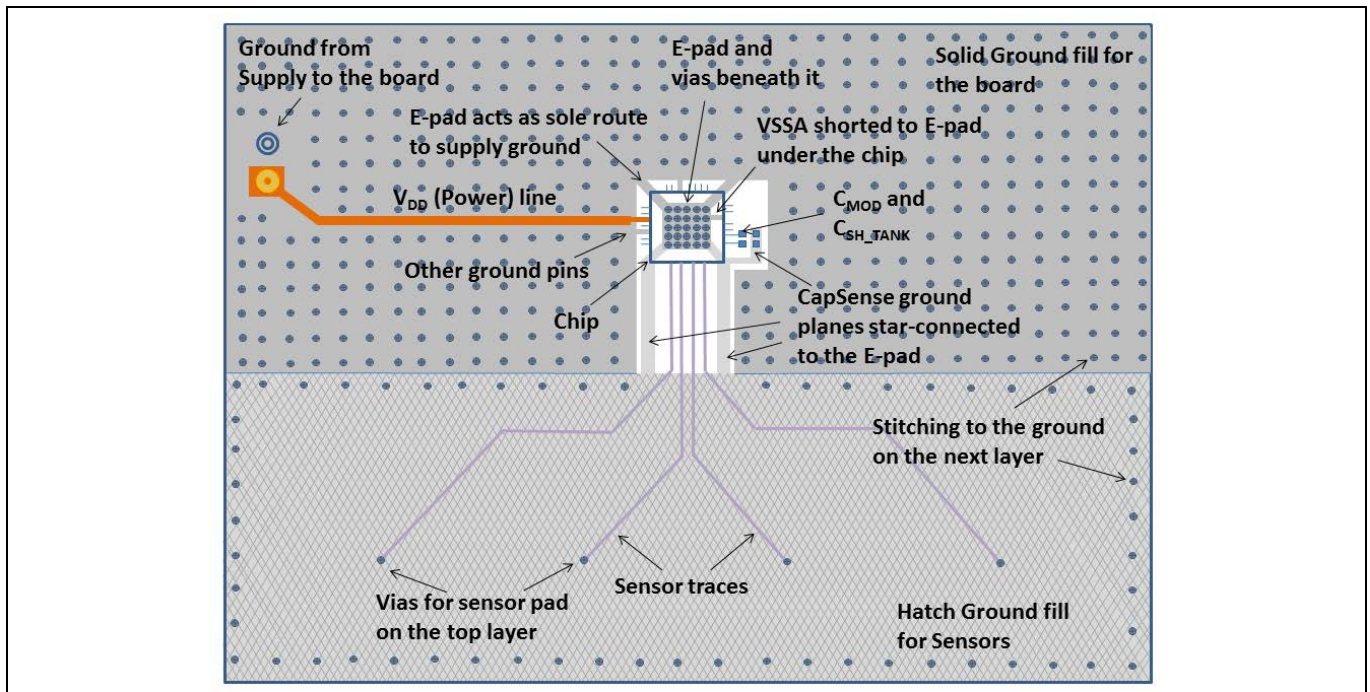 Ground from
Supply to the board
E-pad and
vias beneath it
Solid Ground fill for
the board
E-pad acts as sole route
to supply ground
VSSA shorted to E-pad
under the chip
VDD (Power) line
CMOD and
CSH_TANK
Other ground pins
Chip
CapSense ground
planes star-connected
to the E-pad
Stitching to the ground
on the next layer
Sensor traces
Vias for sensor pad
on the top layer
Hatch Ground fill
for Sensors